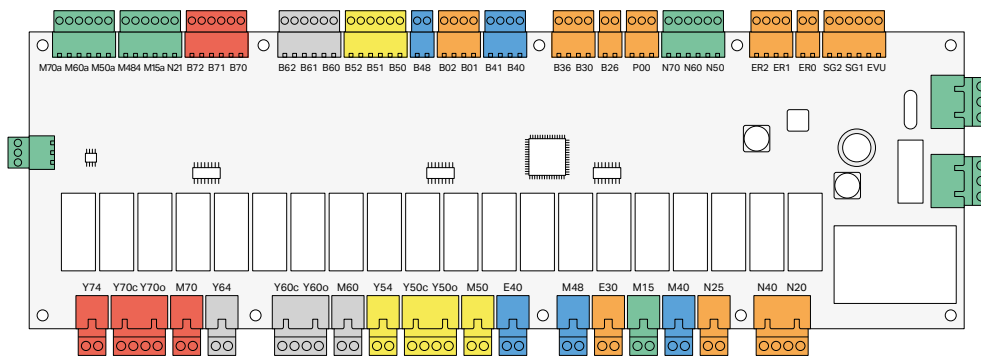 M70a M60a M50a M484 M15a N21 B72 B71 B70 B62 B61 B60 B52 B51 B50 B48 B02 B01 B41 B40 B36 B30 B26 P00 N70 N60 N50 ER2 ER1 ER0 SG2 SG1 EVU
Y74 Y70c Y70o M70 Y64 Y60c Y60o M60 Y54 Y50c Y50o M50 E40 M48 E30 M15 M40 N25 N40 N20